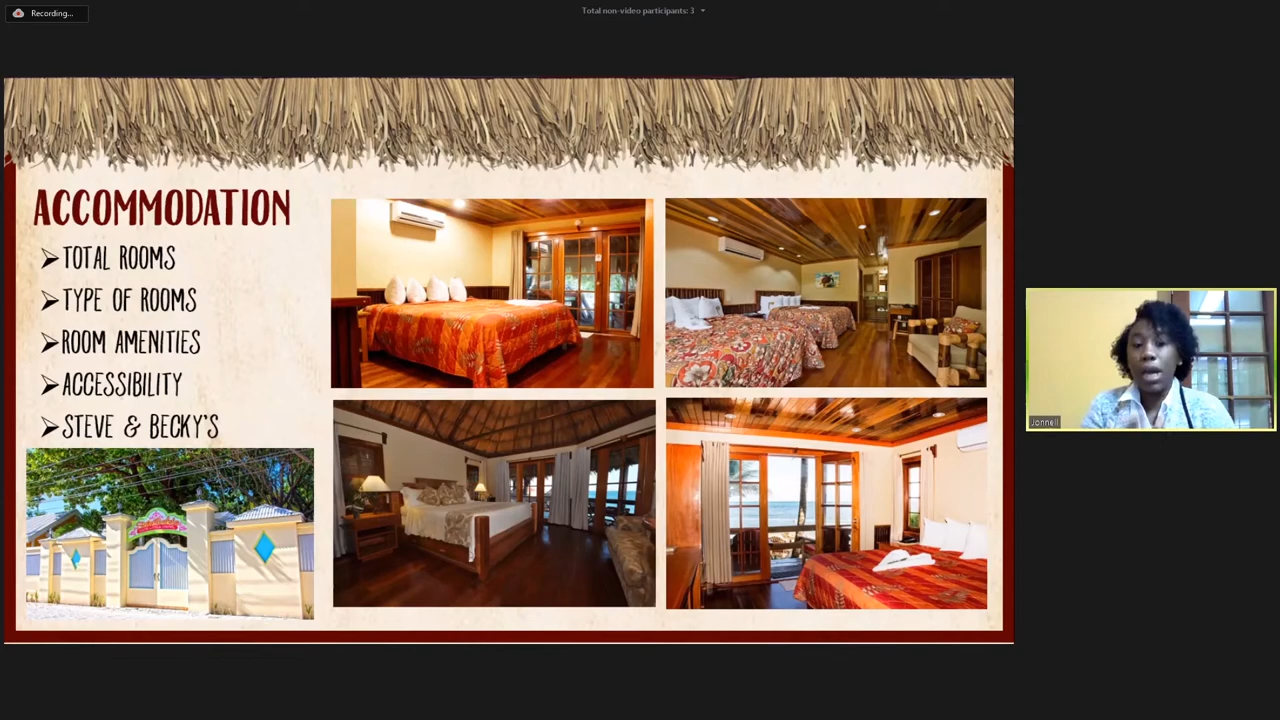 Recording...
Total non-video participants: 3
ACCOMMODATION
➢TOTAL ROOMS
➢TYPE OF ROOMS
➢ROOM AMENITIES
➢ACCESSIBILITY
➢STEVE & BECKY'S
Jonnell